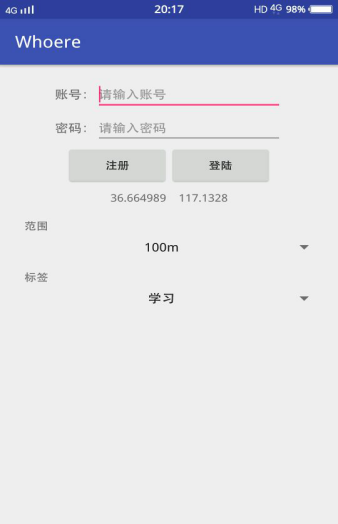 4G 20:17 HD 4G 98%
Whoere
账号： 请输入账号
密码： 请输入密码
注册 登陆
36.664989 117.1328
范围
100m
标签
学习